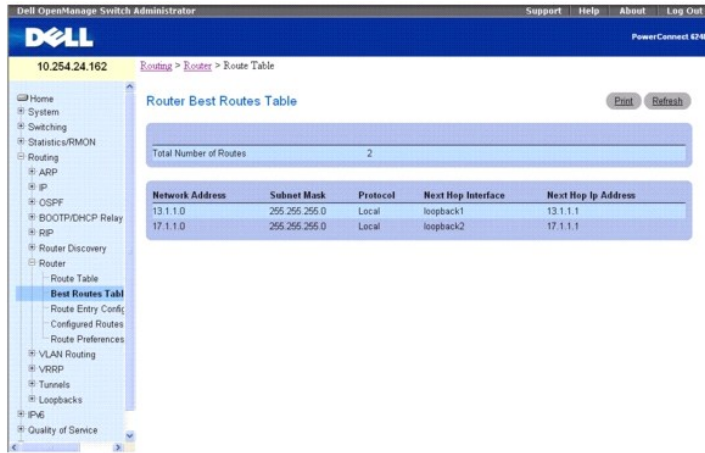 Dell OpenManage Switch Administrator
Support Help About Log Out
DELL
PowerConnect 6248
10.254.24.162
Routing > Router > Route Table
Home
System
Switching
Statistics/RMON
Routing
ARP
IP
OSPF
BOOTP/DHCP Relay
RIP
Router Discovery
Router
Route Table
Best Routes Tabl
Route Entry Config
Configured Routes
Route Preferences
VLAN Routing
VRRP
Tunnels
Loopbacks
IPv6
Quality of Service
Router Best Routes Table
Print Refresh
Total Number of Routes 2
Network Address Subnet Mask Protocol Next Hop Interface Next Hop Ip Address
13.1.1.0 255.255.255.0 Local loopback1 13.1.1.1
17.1.1.0 255.255.255.0 Local loopback2 17.1.1.1